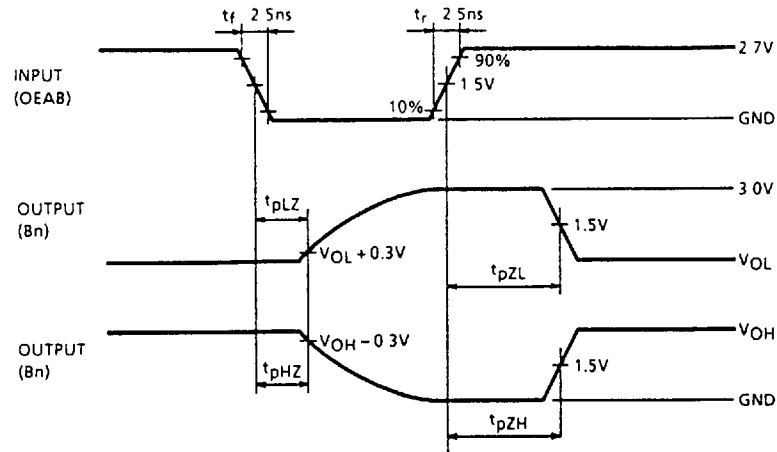 tf 2 5ns tr 2 5ns
2 7V
90%
INPUT
(OEAB)
1 5V
10%
GND
3 0V
OUTPUT
(Bn)
tpLZ
1.5V
VOL + 0.3V
tpZL
VOL
VOH
OUTPUT
(Bn)
VOH − 0 3V
1.5V
tpHZ
GND
tpZH